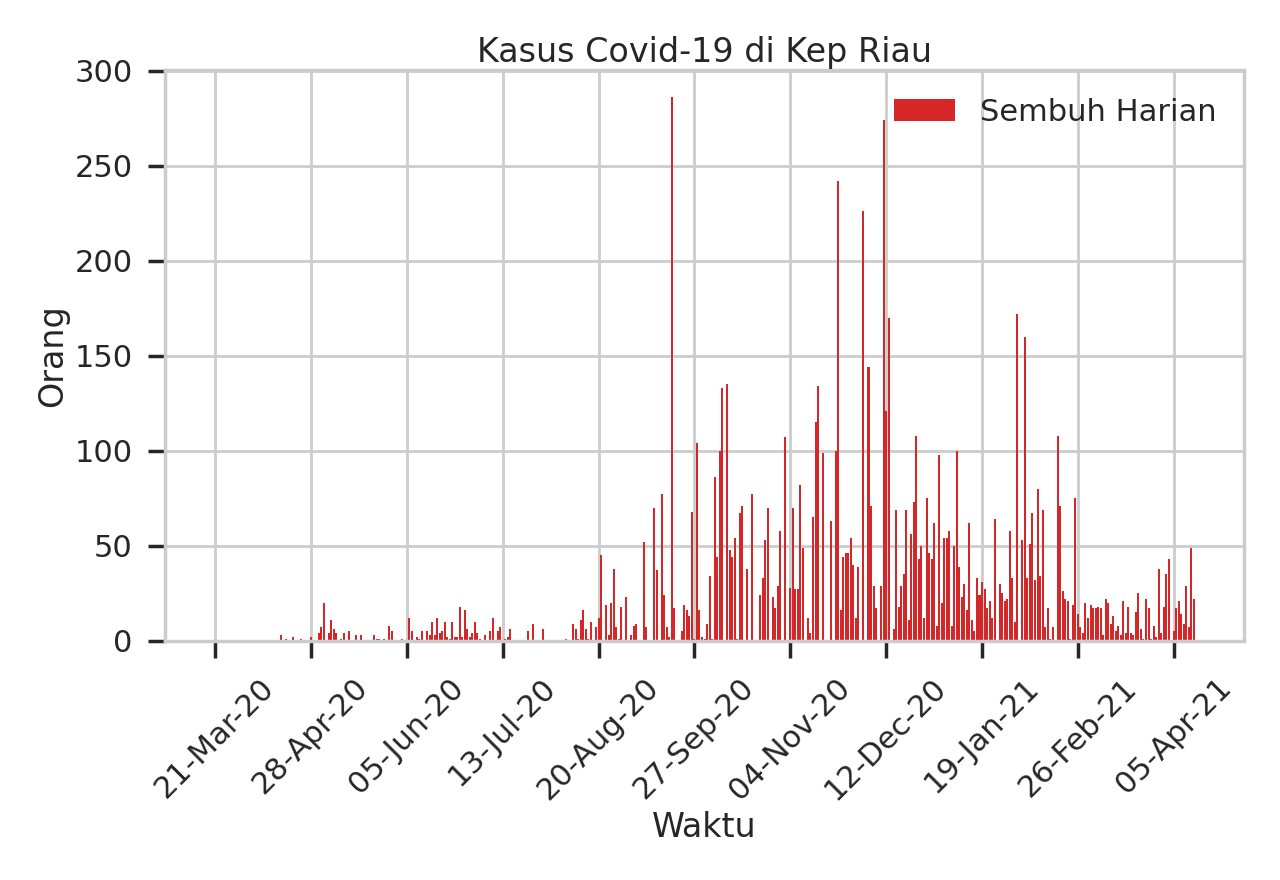 Kasus Covid-19 di Kep Riau
Sembuh Harian
Orang
300
250
200
150
100
50
0
21-Mar-20
28-Apr-20
05-Jun-20
13-Jul-20
20-Aug-20
27-Sep-20
04-Nov-20
12-Dec-20
19-Jan-21
26-Feb-21
05-Apr-21
Waktu